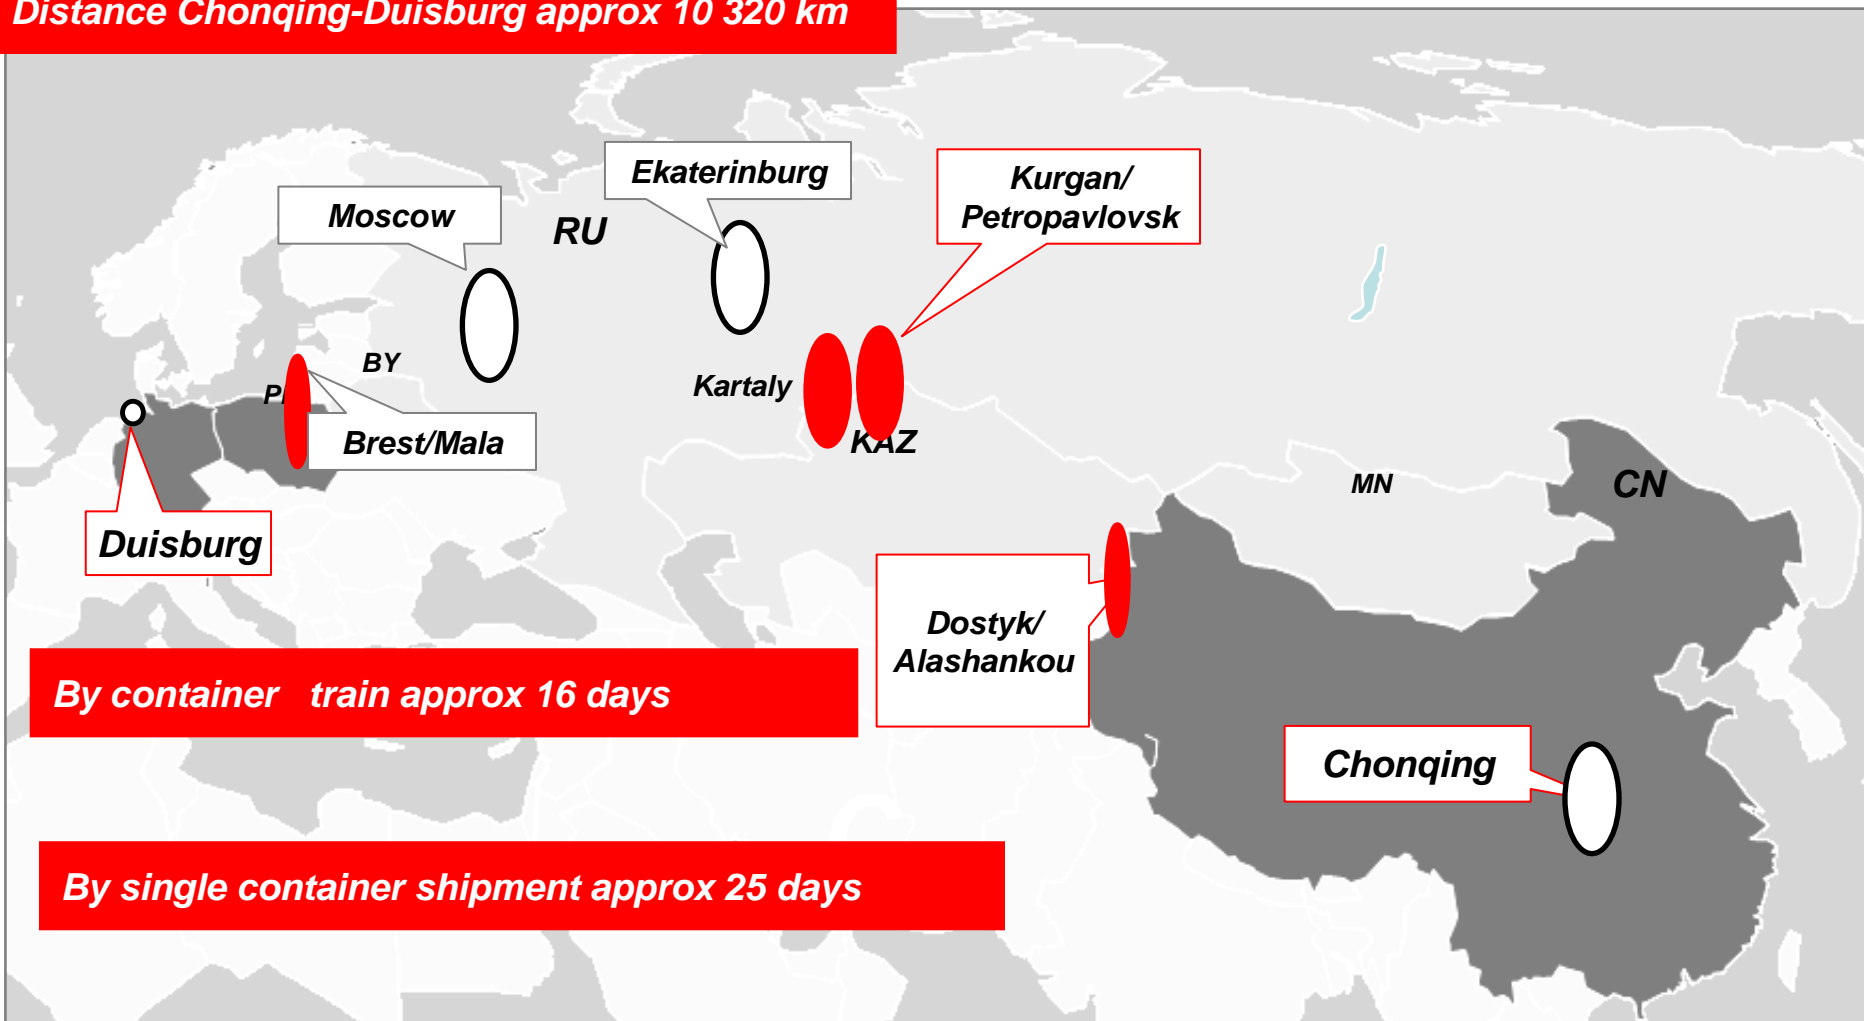 Distance Chonqing-Duisburg approx 10 320 km
Ekaterinburg
Kurgan/
Petropavlovsk
Moscow
RU
BY
Kartaly
Brest/Mala
KAZ
MN
CN
Duisburg
Dostyk/
Alashankou
By container train approx 16 days
Chonqing
By single container shipment approx 25 days